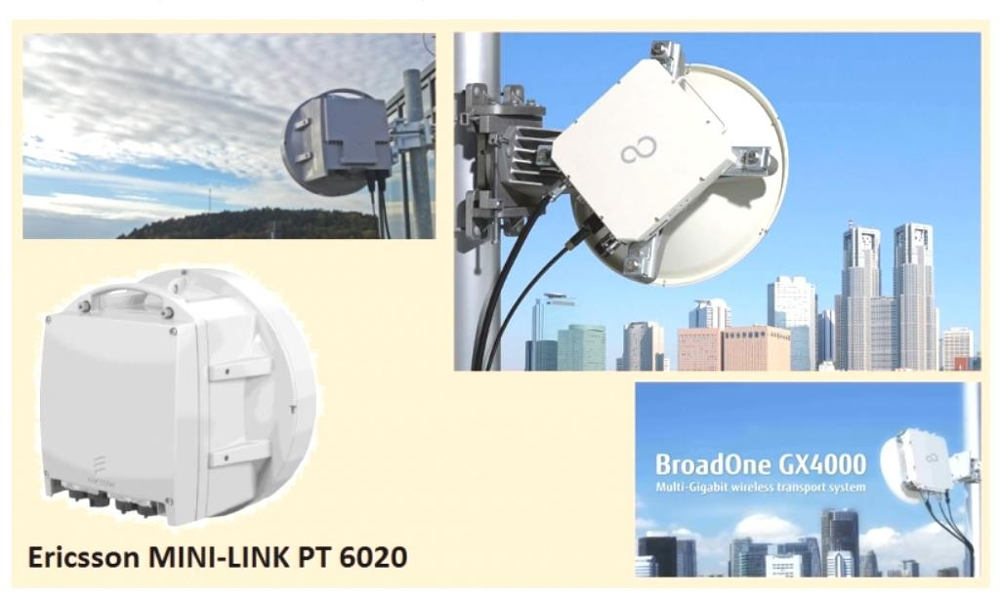 BroadOne GX4000
Multi-Gigabit wireless transport system
Ericsson MINI-LINK PT 6020